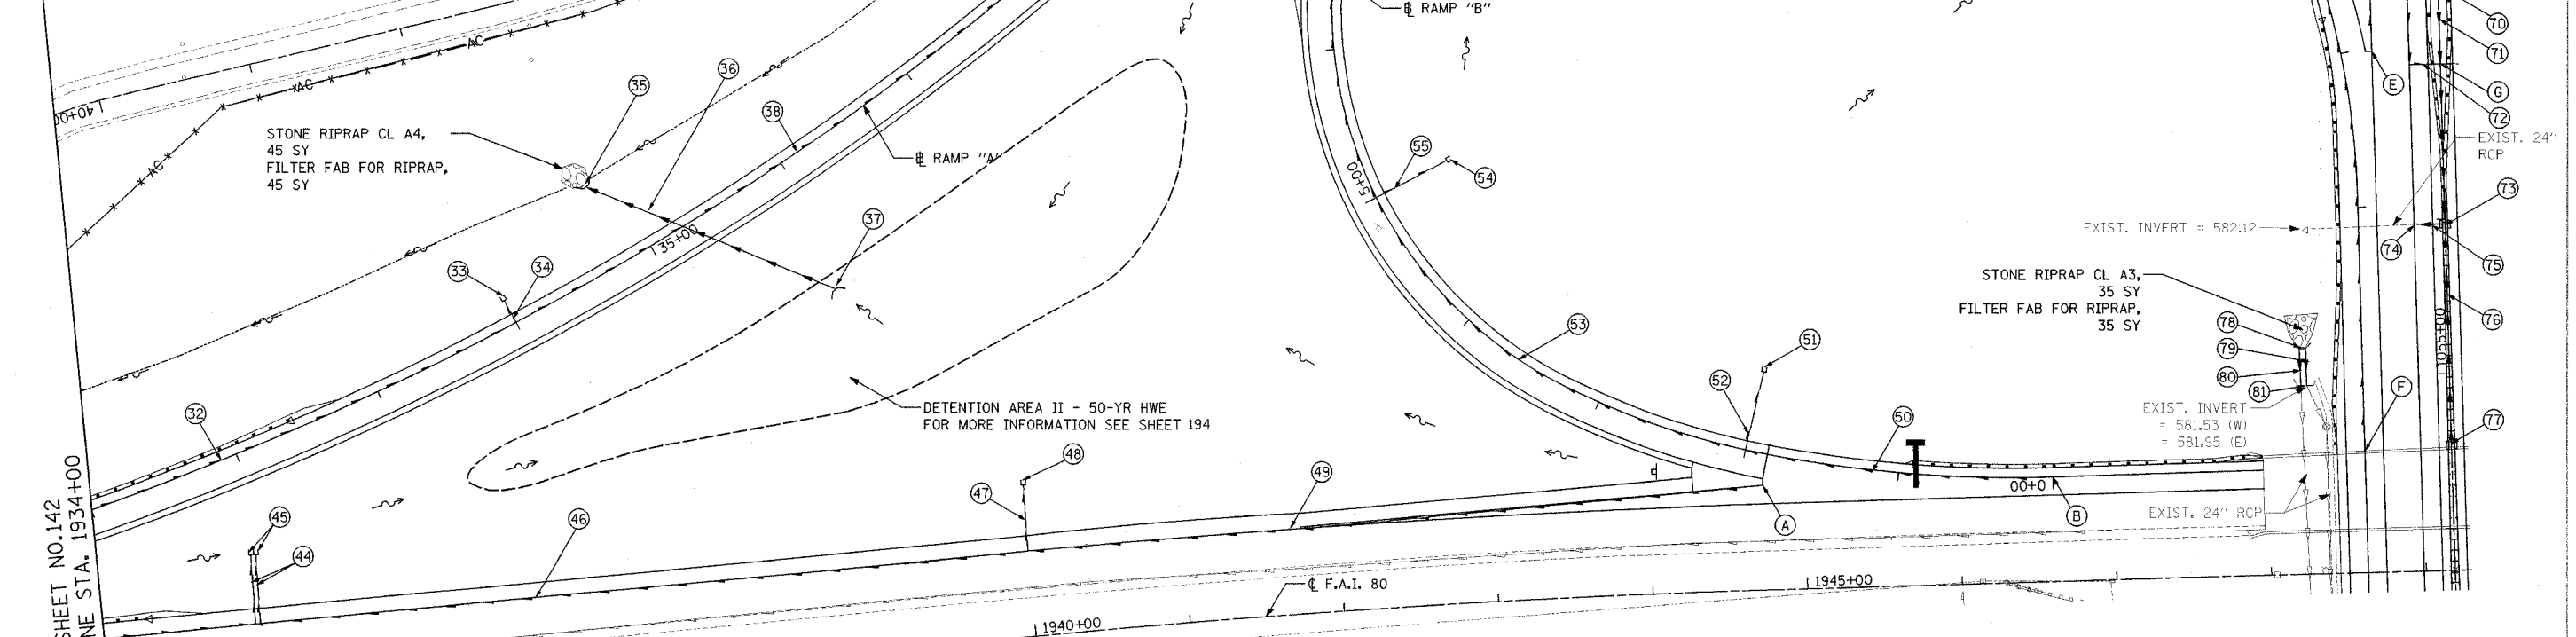 SHEET NO.142
NE STA. 1934+00
AC
AC
AC
STONE RIPRAP CL A4,
45 SY
FILTER FAB FOR RIPRAP,
45 SY
35
36
38
℄ RAMP "A"
37
35+00
33
34
32
DETENTION AREA II - 50-YR HWE
FOR MORE INFORMATION SEE SHEET 194
45
44
46
47
48
49
℄ F.A.I. 80
1940+00
1945+00
℄ RAMP "B"
5+00
55
54
53
52
51
50
A
B
EXIST. INVERT = 582.12
STONE RIPRAP CL A3,
35 SY
FILTER FAB FOR RIPRAP,
35 SY
78
79
80
81
EXIST. INVERT
= 581.53 (W)
= 581.95 (E)
EXIST. 24" RCP
E
F
70
71
G
72
EXIST. 24"
RCP
73
74
75
76
1055+00
77